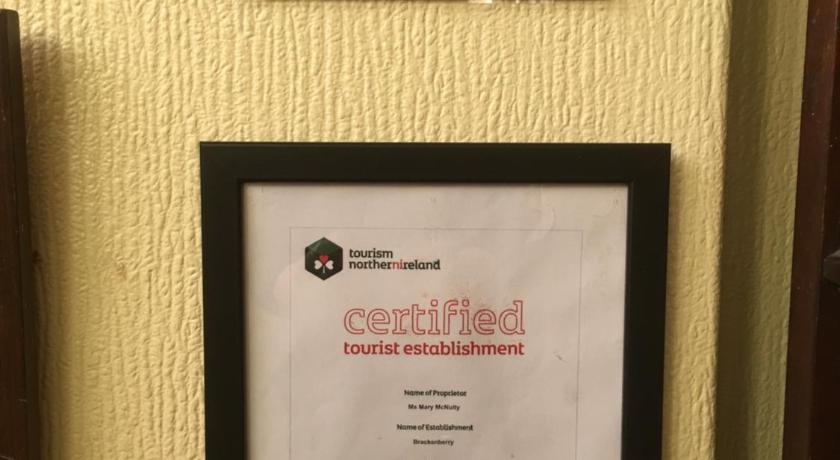 tourism
northernireland
certified
tourist establishment
Name of Proprietor
Ms Mary McNulty
Name of Establishment
Brackenberry